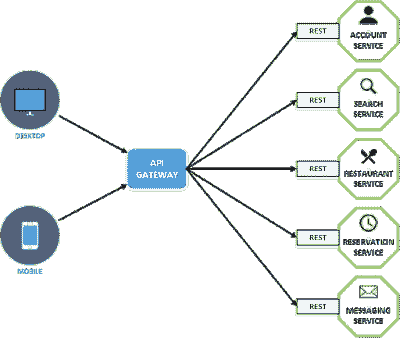 DESKTOP
MOBILE
API
GATEWAY
REST
ACCOUNT
SERVICE
REST
SEARCH
SERVICE
REST
RESTAURANT
SERVICE
REST
RESERVATION
SERVICE
REST
MESSAGING
SERVICE